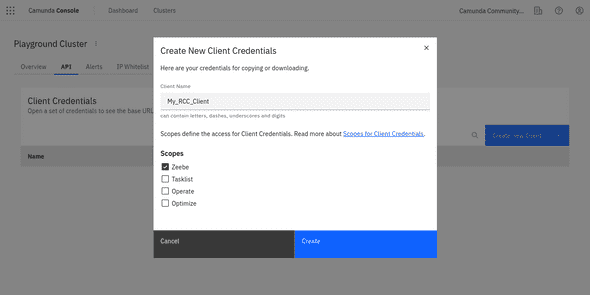 Camunda Console Dashboard Clusters Camunda Community...
Playground Cluster
Overview API Alerts IP Whitelist
Create New Client Credentials
Here are your credentials for copying or downloading.
Client Name
My_RCC_Client
can contain letters, dashes, underscores and digits
Scopes define the access for Client Credentials. Read more about Scopes for Client Credentials.
Scopes
Zeebe
Tasklist
Operate
Optimize
Cancel Create
Client Credentials
Open a set of credentials to see the base URL
Create new Client
Name